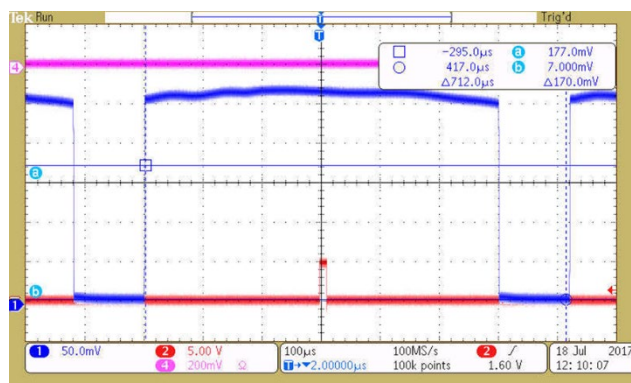 Tek Run
Trig'd
T
T
-295.0µs a 177.0mV
417.0µs b 7.000mV
Δ712.0µs Δ170.0mV
4
a
b
1
1 50.0mV 2 5.00 V 100µs 100MS/s 2 18 Jul 2017
4 200mV Ω T→▼2.00000µs 100k points 1.60 V 12:10:07